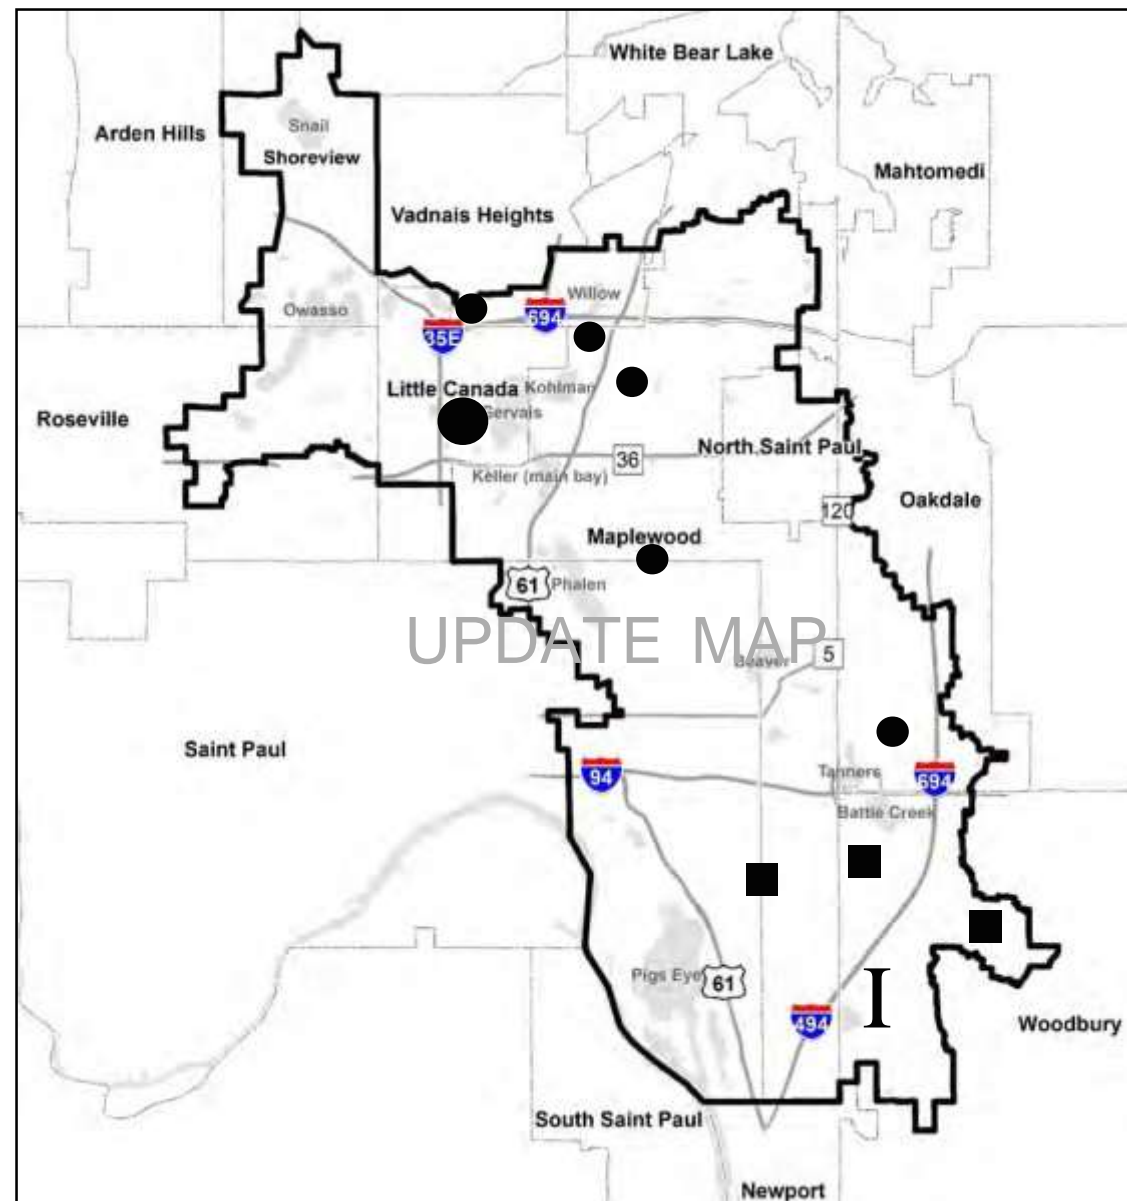 White Bear Lake
Snail
Arden Hills
Shoreview
Mahtomedi
Vadnais Heights
Willow
Owasso
694
35E
Little Canada
Kohlman
Gervais
Roseville
North Saint Paul
36
Keller (main bay)
Oakdale
120
Maplewood
61
Phalen
UPDATE MAP
5
Beaver
Saint Paul
94
Tanners
694
Battle Creek
Pigs Eye
61
I
494
Woodbury
South Saint Paul
Newport